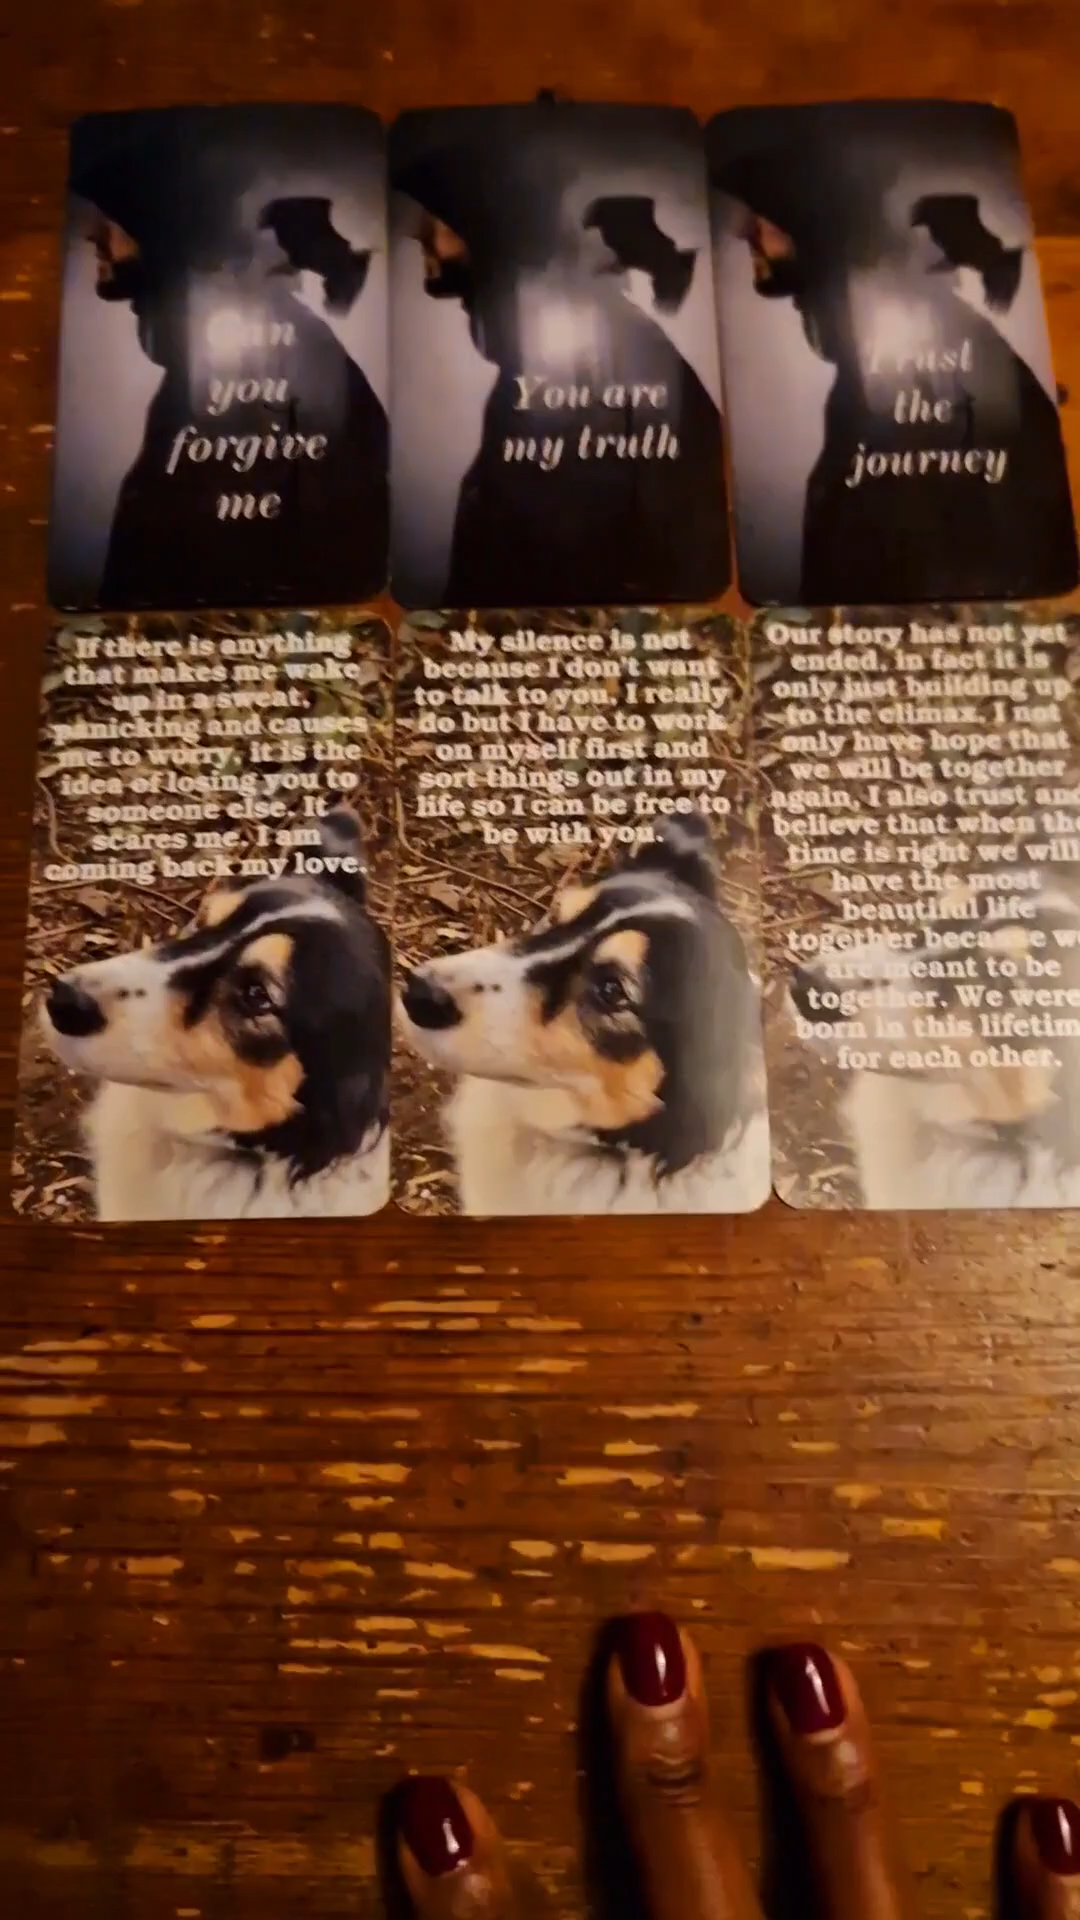 Can
you
forgive
me
You are
my truth
Trust
the
journey
If there is anything
that makes me wake
up in a sweat,
panicking and causes
me to worry, it is the
idea of losing you to
someone else. It
scares me. I am
coming back my love.
My silence is not
because I don't want
to talk to you, I really
do but I have to work
on myself first and
sort things out in my
life so I can be free to
be with you.
Our story has not yet
ended, in fact it is
only just building up
to the climax. I not
only have hope that
we will be together
again, I also trust and
believe that when the
time is right we will
have the most
beautiful life
together because we
are meant to be
together. We were
born in this lifetim
for each other.